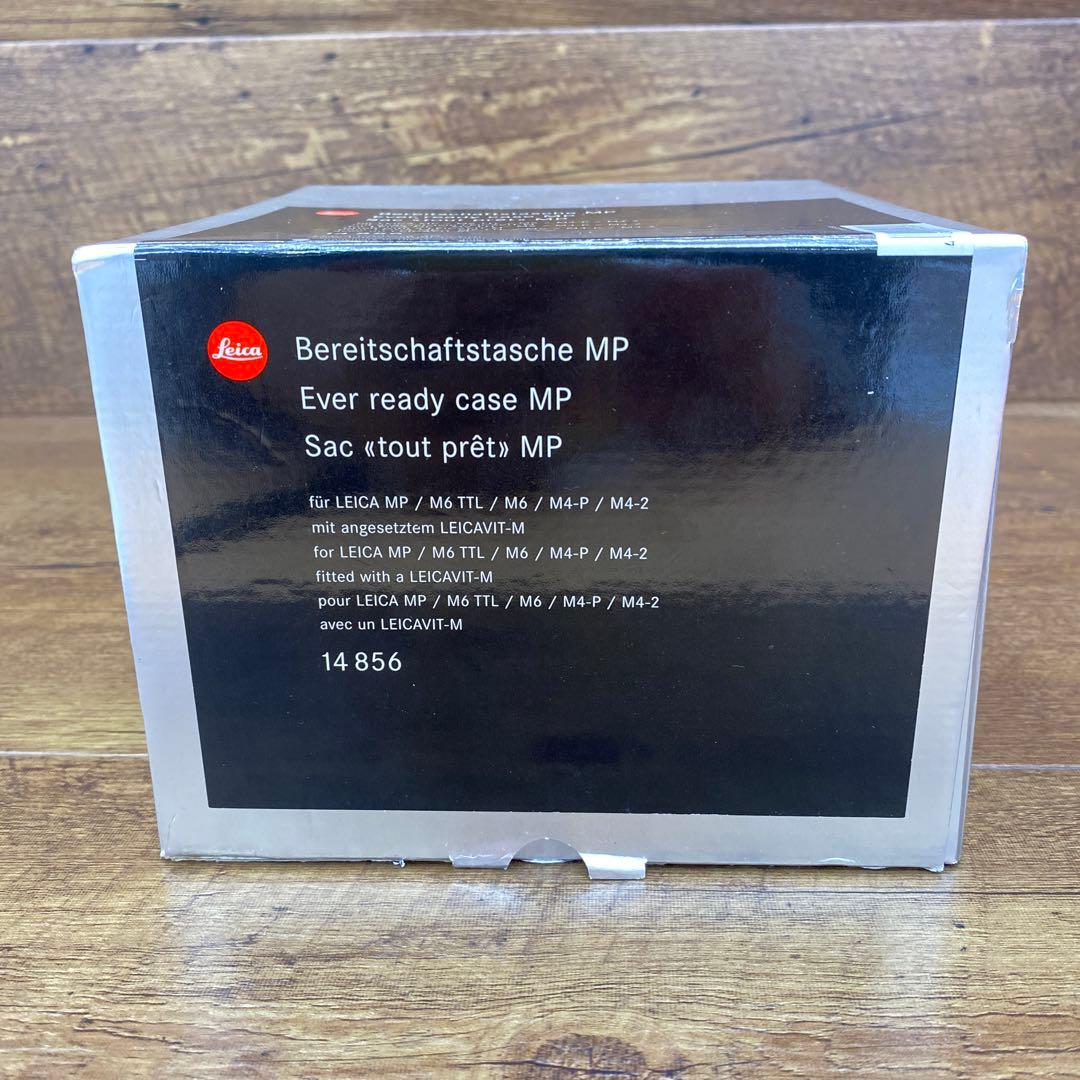 Bereitschaftstasche MP
Leica
Bereitschaftstasche MP
Ever ready case MP
Sac «tout prêt» MP
für LEICA MP / M6 TTL / M6 / M4-P / M4-2
mit angesetztem LEICAVIT-M
for LEICA MP / M6 TTL / M6 / M4-P / M4-2
fitted with a LEICAVIT-M
pour LEICA MP / M6 TTL / M6 / M4-P / M4-2
avec un LEICAVIT-M
14 856